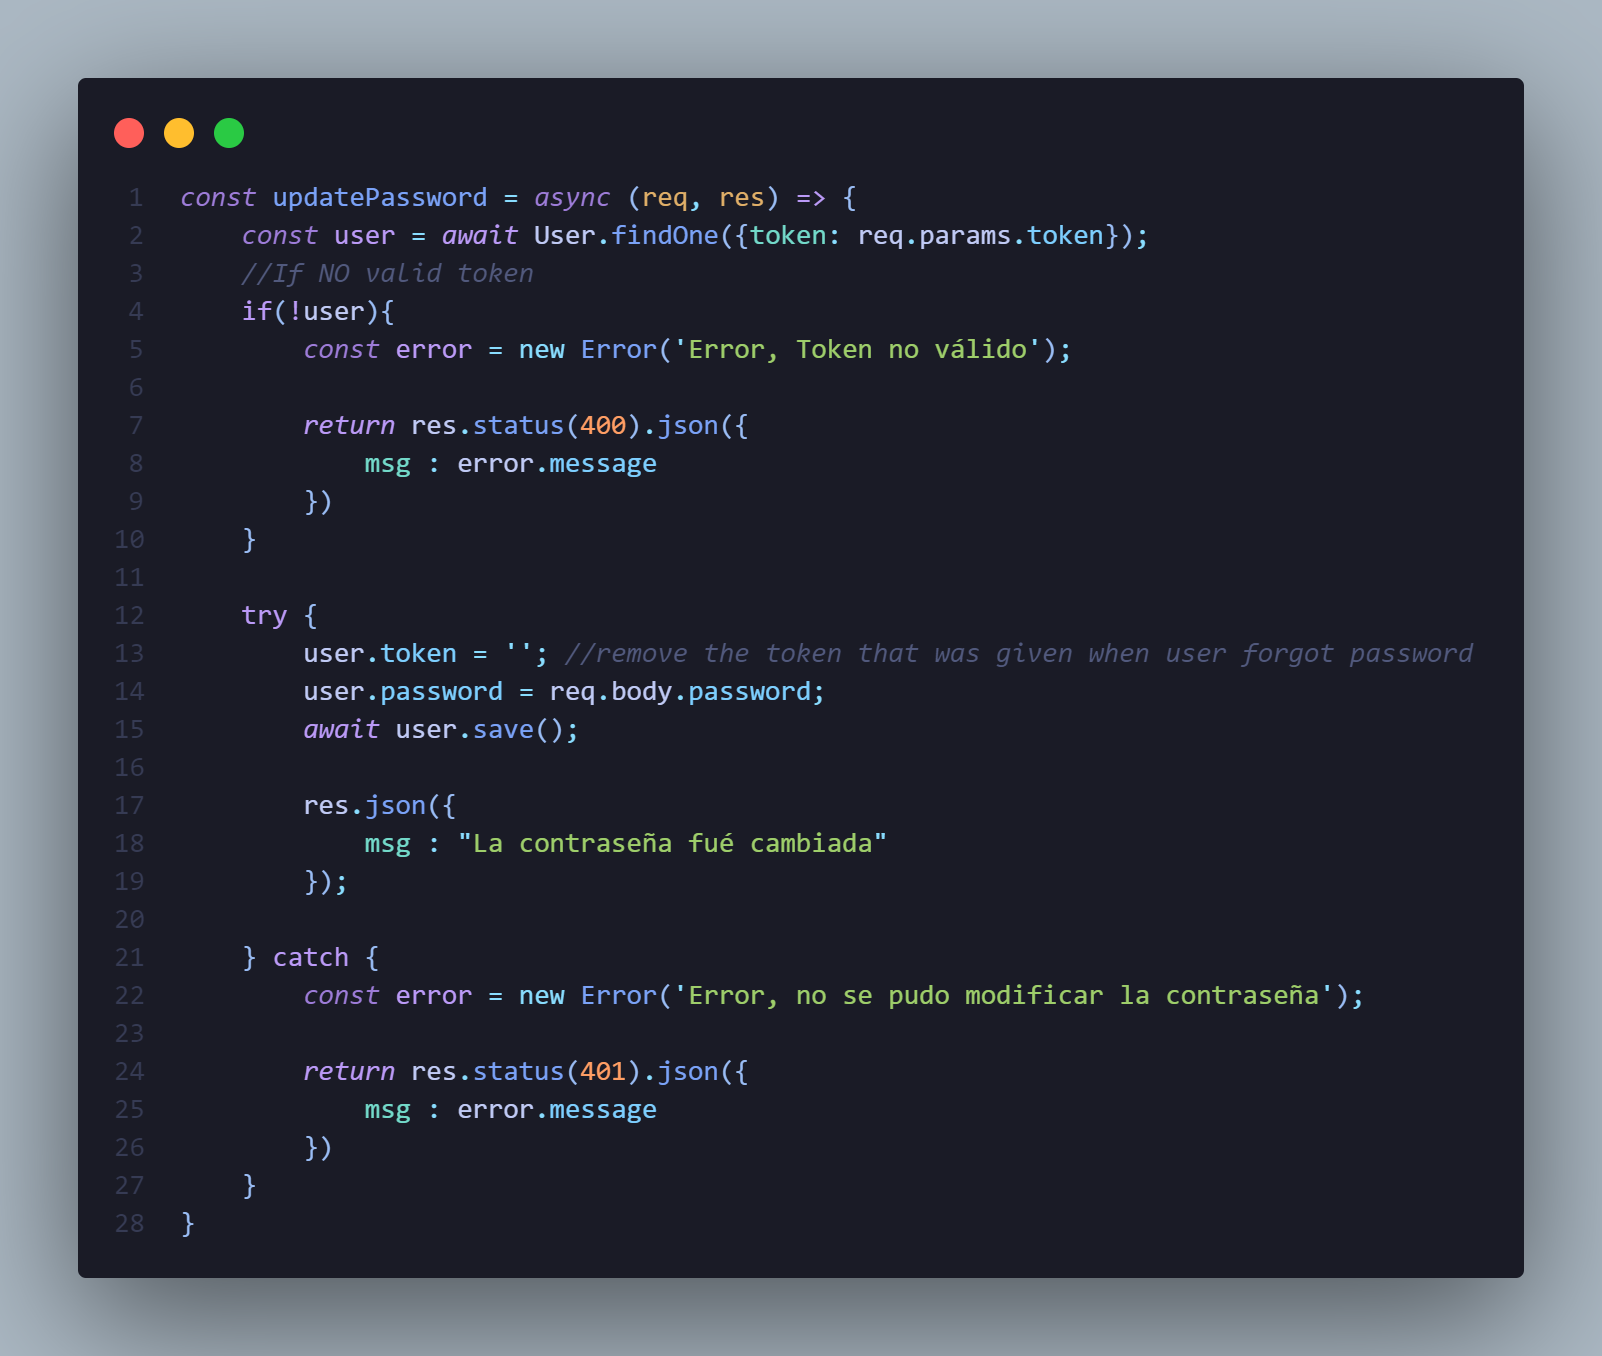 1 const updatePassword = async (req, res) => {
2     const user = await User.findOne({token: req.params.token});
3     //If NO valid token
4     if(!user){
5         const error = new Error('Error, Token no válido');
6
7         return res.status(400).json({
8             msg : error.message
9         })
10     }
11
12     try {
13         user.token = ''; //remove the token that was given when user forgot password
14         user.password = req.body.password;
15         await user.save();
16
17         res.json({
18             msg : "La contraseña fué cambiada"
19         });
20
21     } catch {
22         const error = new Error('Error, no se pudo modificar la contraseña');
23
24         return res.status(401).json({
25             msg : error.message
26         })
27     }
28 }